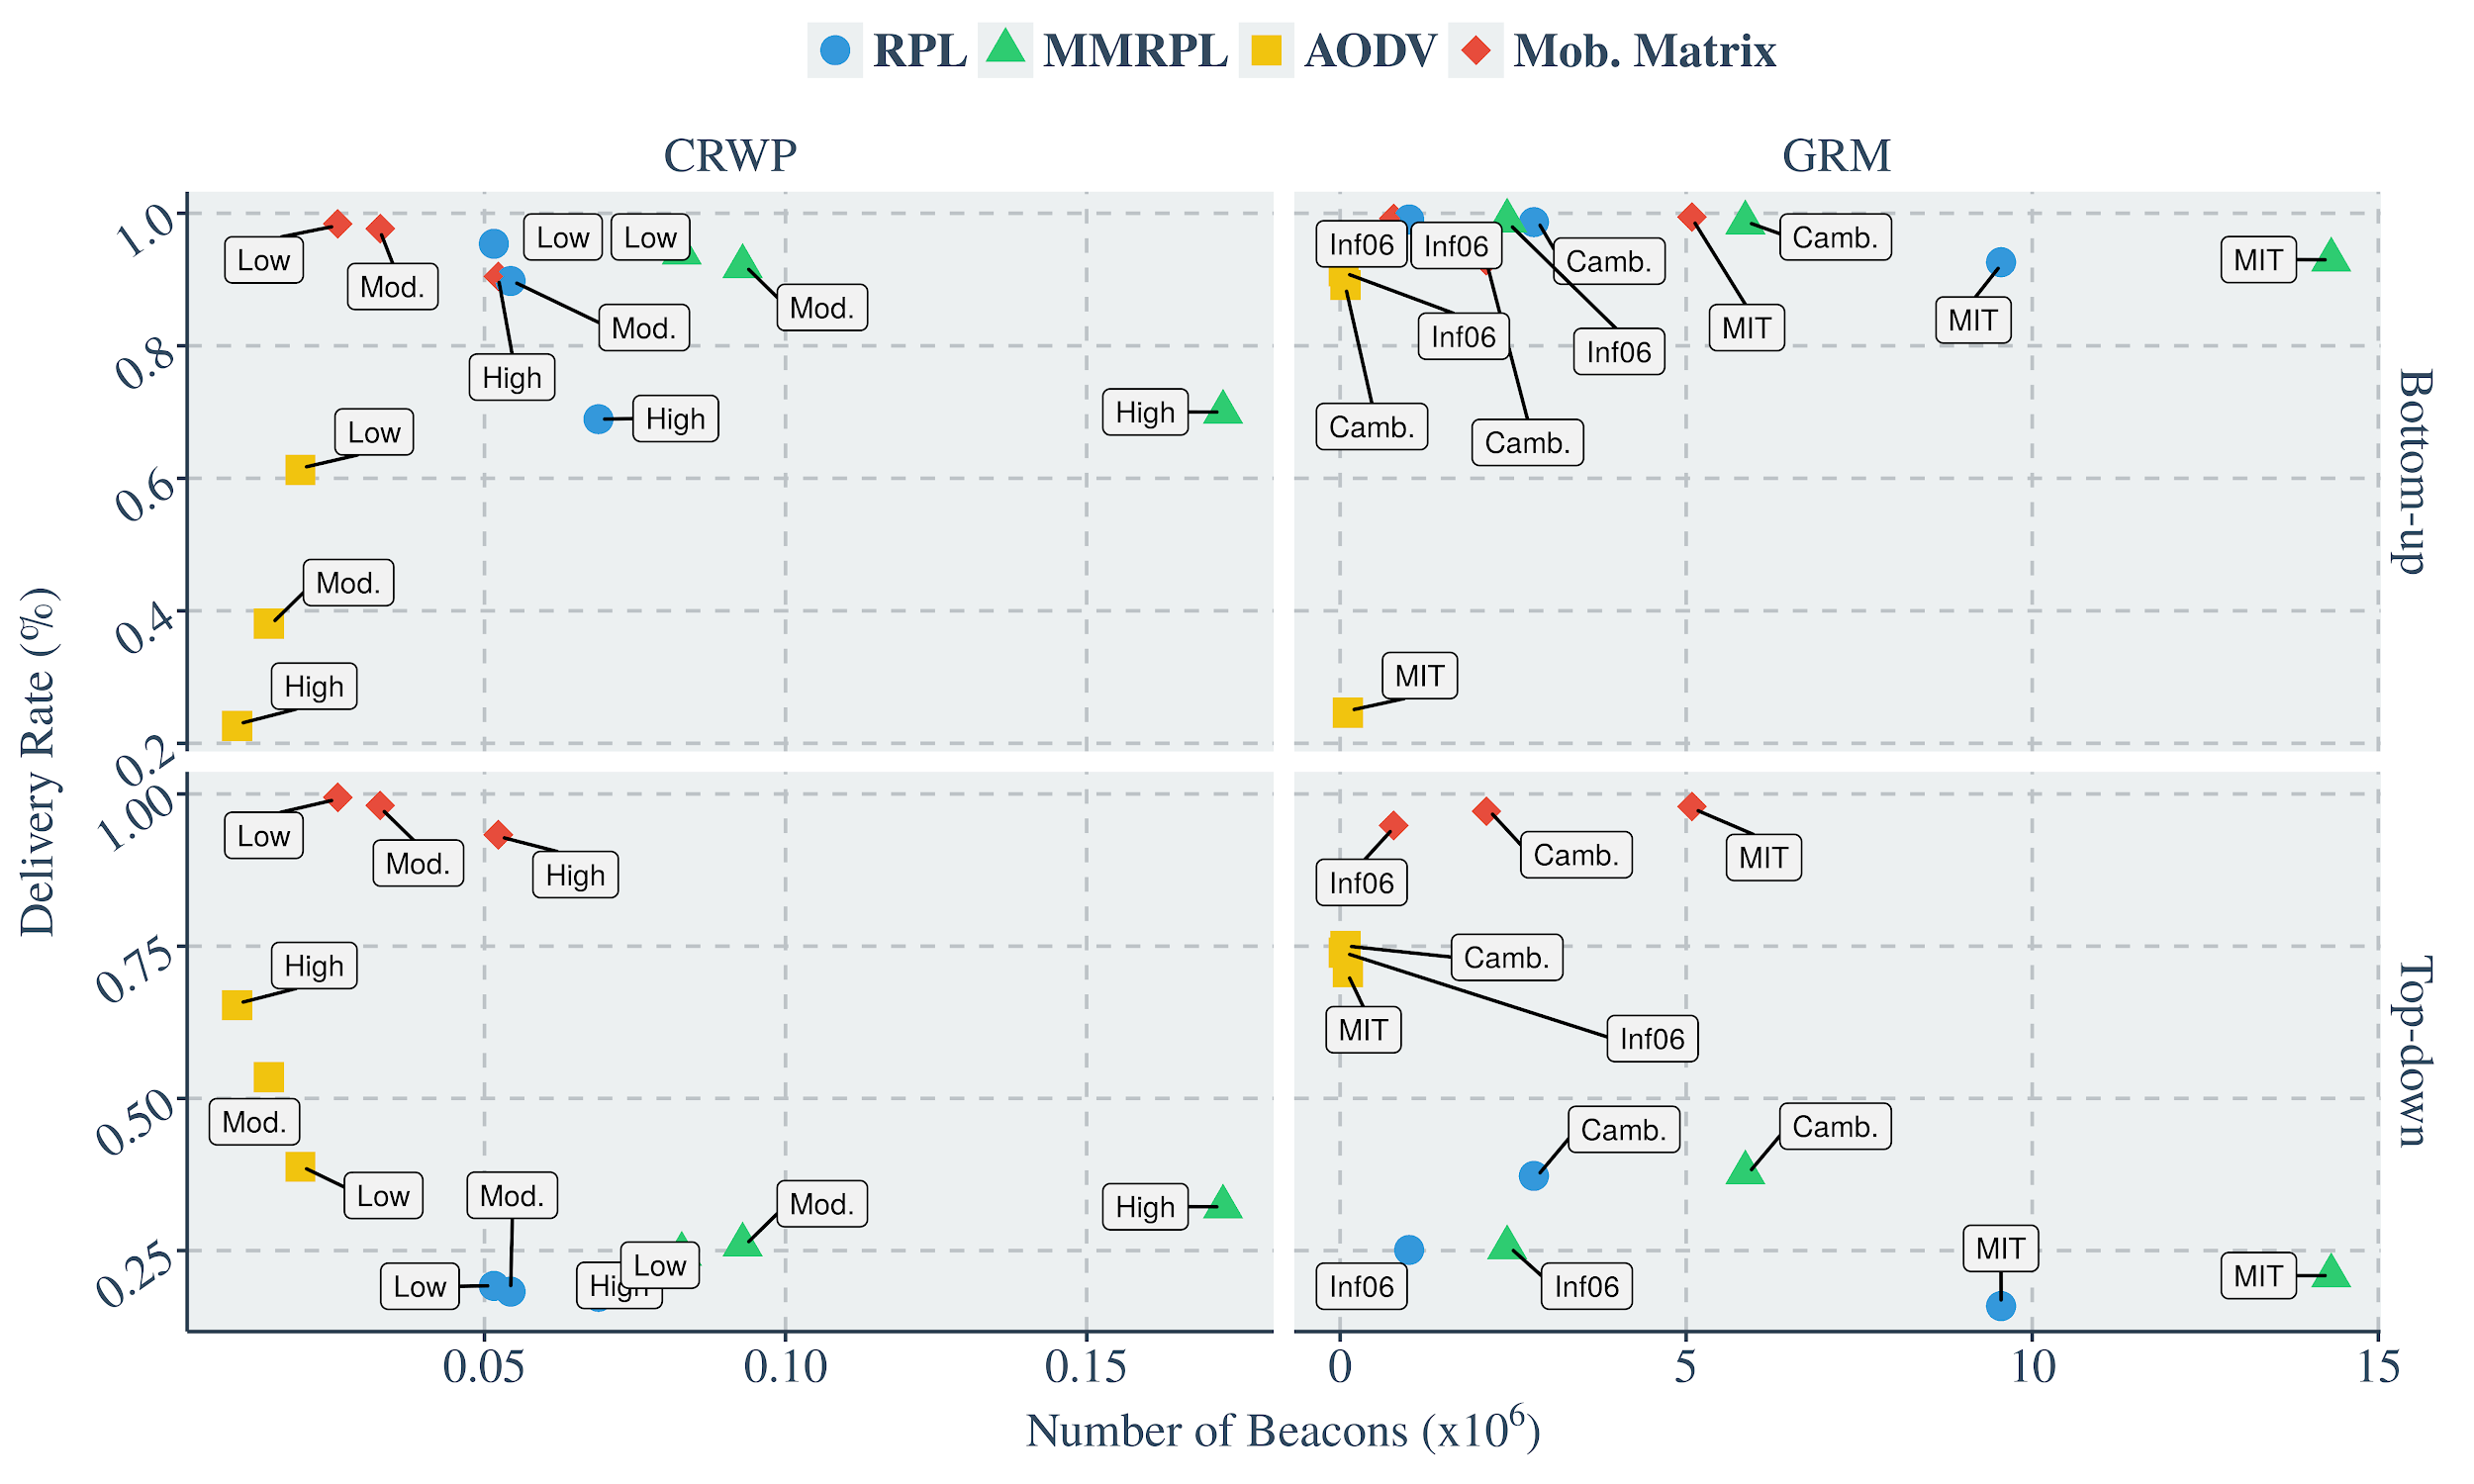 RPL MMRPL AODV Mob. Matrix
CRWP
GRM
Delivery Rate (%)
1.0
0.8
0.6
0.4
0.2
Low
Mod.
Low
Low
Mod.
Mod.
High
High
High
Low
Mod.
High
Inf06
Inf06
Camb.
Camb.
MIT
MIT
MIT
Inf06
Inf06
Camb.
Camb.
MIT
Bottom-up
1.00
0.75
0.50
0.25
Low
Mod.
High
High
Mod.
Low
Mod.
Low
High
Low
Mod.
High
Inf06
Camb.
MIT
Camb.
Inf06
MIT
Camb.
Camb.
Inf06
Inf06
MIT
MIT
Top-down
0.05 0.10 0.15
0 5 10 15
Number of Beacons (x10⁶)